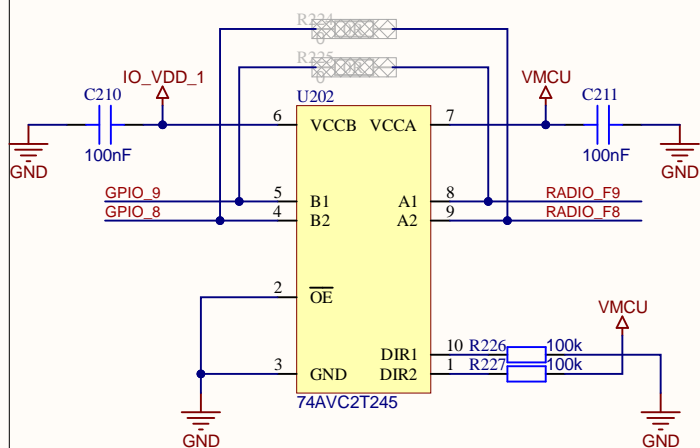 R224
0
R225
0
IO_VDD_1
VMCU
C210
U202
C211
6
VCCB
VCCA
7
100nF
100nF
GND
GND
GPIO_9
5
B1
A1
8
RADIO_F9
GPIO_8
4
B2
A2
9
RADIO_F8
2
OE
VMCU
DIR1
10
R226
100k
3
GND
DIR2
1
R227
100k
74AVC2T245
GND
GND